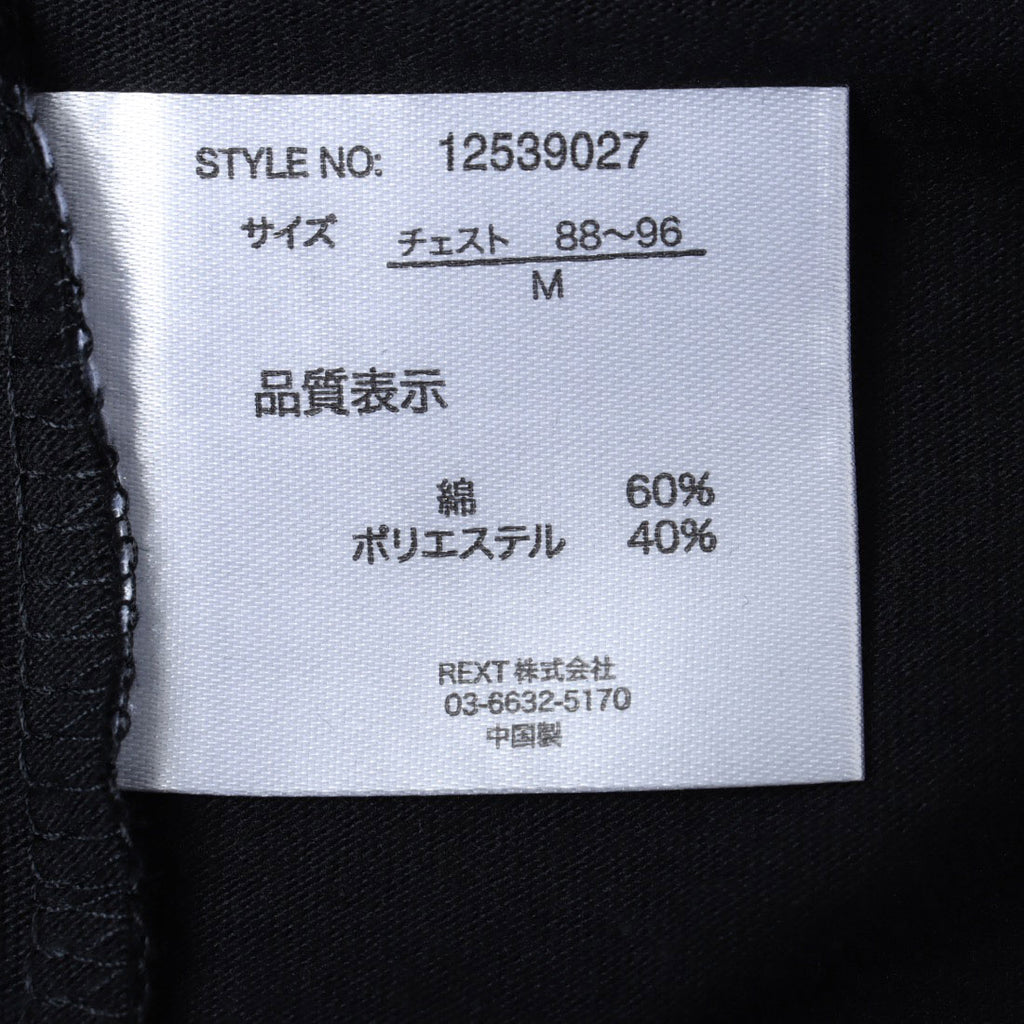 STYLE NO: 12539027
サイズ チェスト 88～96
M
品質表示
綿 60%
ポリエステル 40%
REXT 株式会社
03-6632-5170
中国製